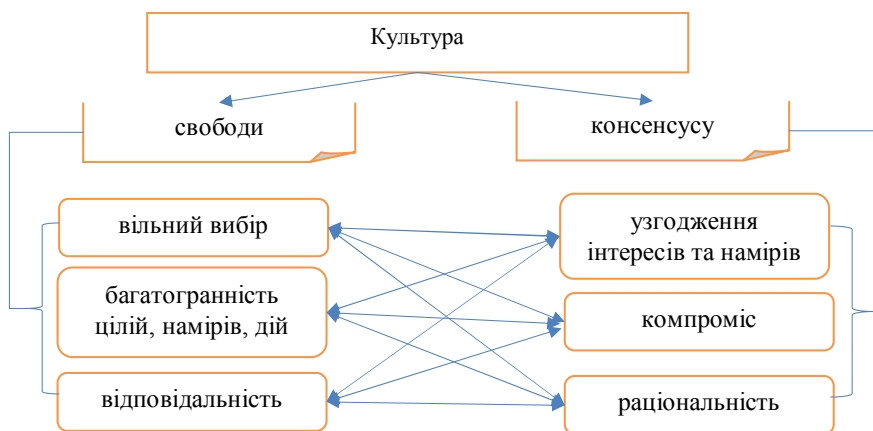 Культура
свободи
консенсусу
вільний вибір
узгодження
інтересів та намірів
багатогранність
цілій, намірів, дій
компроміс
відповідальність
раціональність